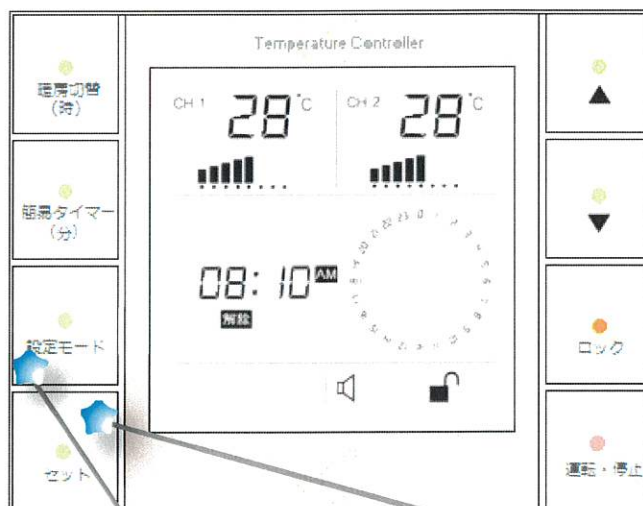 Temperature Controller
暖房切替
(時)
簡易タイマー
(分)
設定モード
セット
CH 1 28°C
CH 2 28°C
08:10 AM
解除
▲
▼
ロック
運転・停止